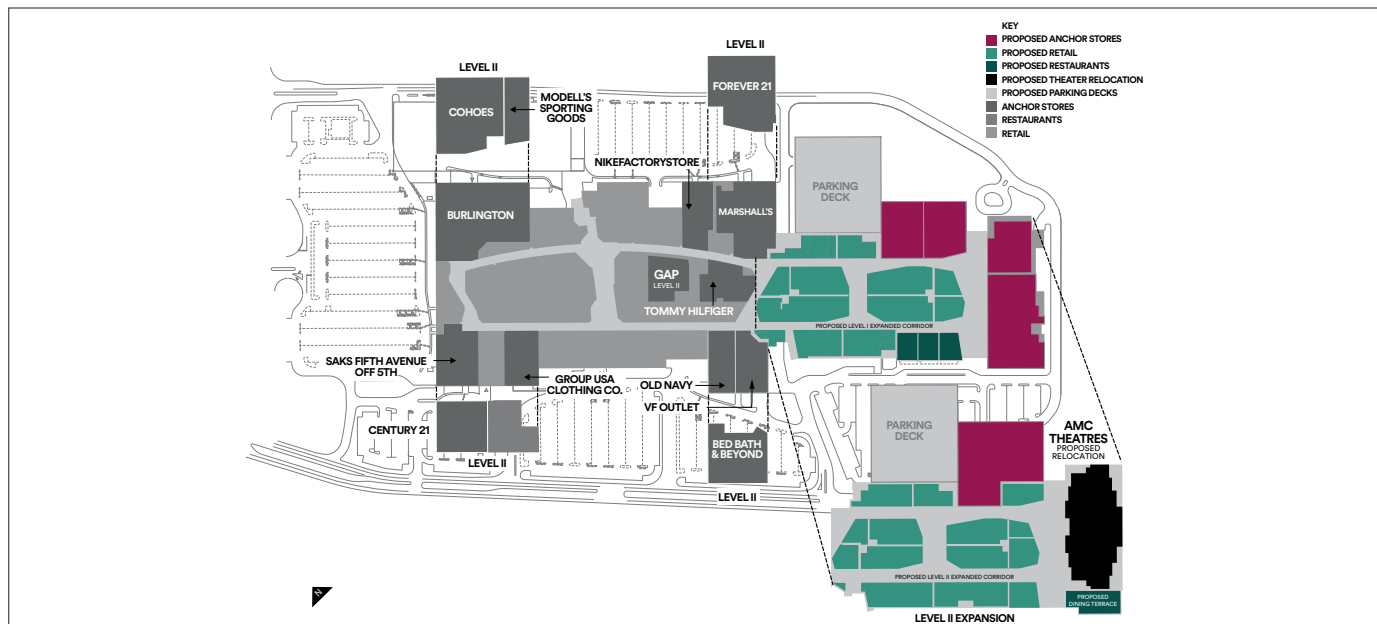 KEY
PROPOSED ANCHOR STORES
PROPOSED RETAIL
PROPOSED RESTAURANTS
PROPOSED THEATER RELOCATION
PROPOSED PARKING DECKS
ANCHOR STORES
RESTAURANTS
RETAIL
LEVEL II
LEVEL II
COHOES
MODELL'S
SPORTING
GOODS
FOREVER 21
NIKEFACTORYSTORE
BURLINGTON
MARSHALL'S
PARKING
DECK
GAP
LEVEL II
TOMMY HILFIGER
PROPOSED LEVEL I EXPANDED CORRIDOR
SAKS FIFTH AVENUE
OFF 5TH
GROUP USA
CLOTHING CO.
OLD NAVY
VF OUTLET
CENTURY 21
LEVEL II
BED BATH
& BEYOND
LEVEL II
PARKING
DECK
AMC
THEATRES
PROPOSED
RELOCATION
PROPOSED LEVEL II EXPANDED CORRIDOR
PROPOSED
DINING TERRACE
LEVEL II EXPANSION
N